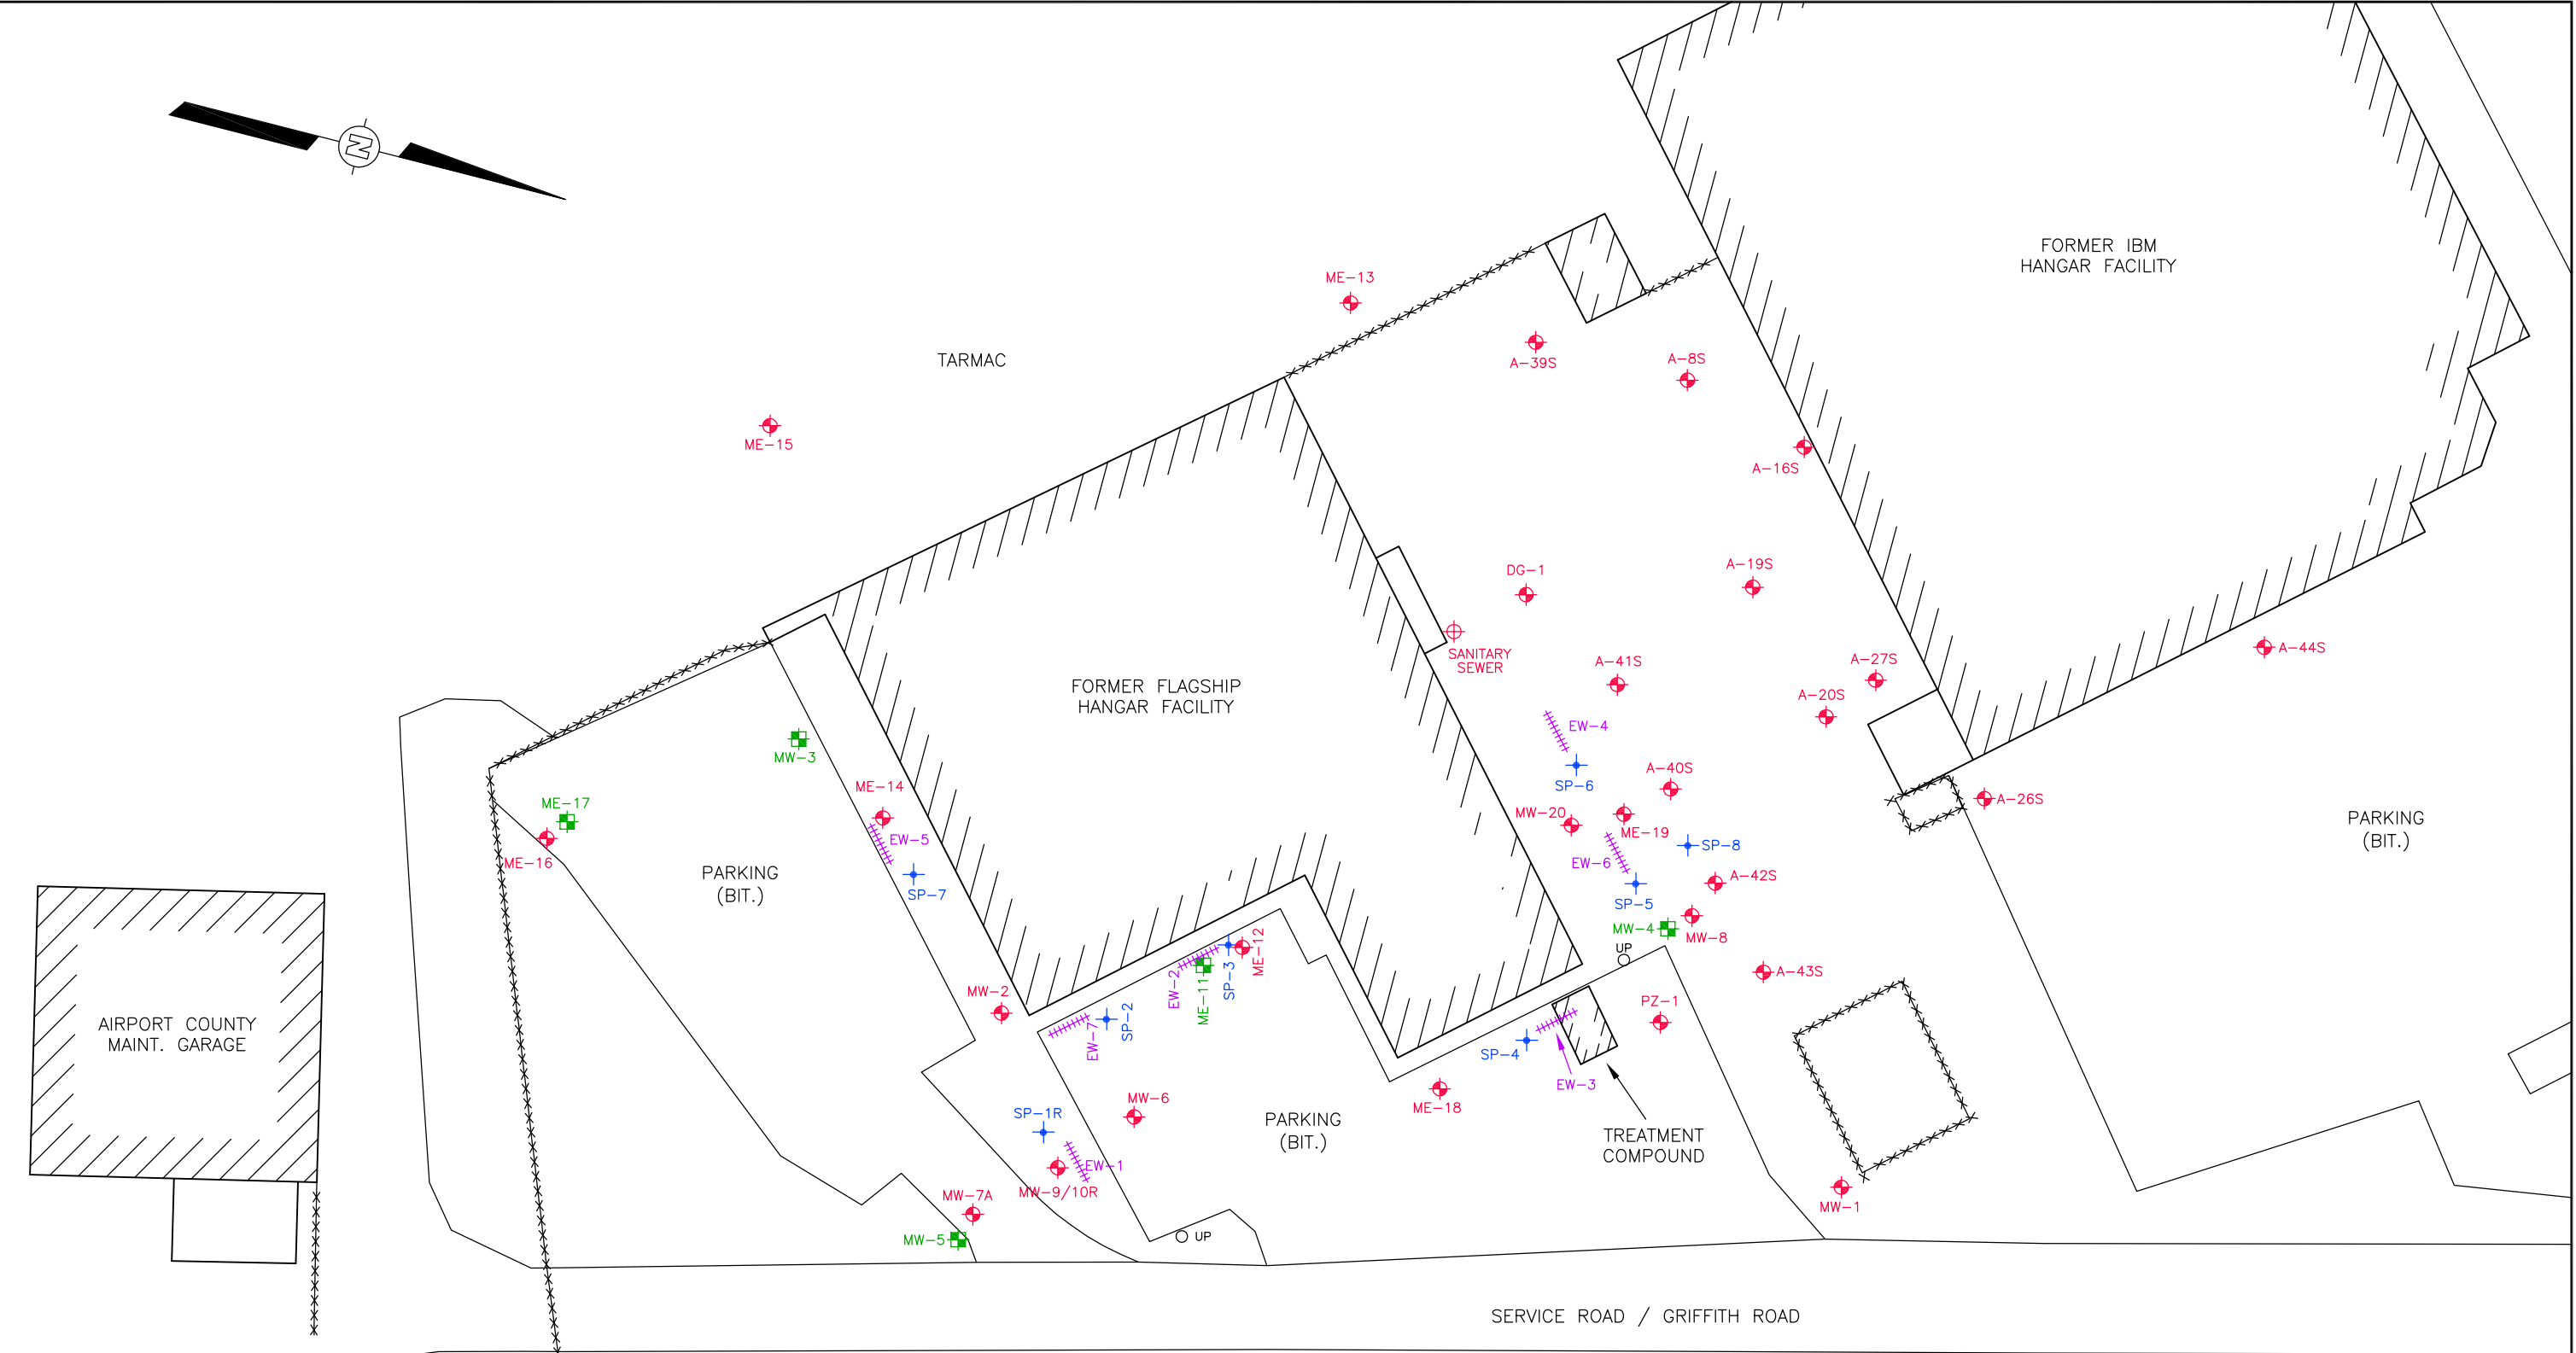 N
FORMER IBM
HANGAR FACILITY
ME-13
TARMAC
A-39S
A-8S
ME-15
A-16S
DG-1
A-19S
SANITARY
SEWER
A-41S
A-27S
A-44S
A-20S
FORMER FLAGSHIP
HANGAR FACILITY
EW-4
MW-3
SP-6
A-40S
ME-14
ME-17
MW-20
ME-19
A-26S
PARKING
(BIT.)
EW-5
SP-8
ME-16
EW-6
PARKING
(BIT.)
SP-7
A-42S
SP-5
MW-4
MW-8
UP
ME-12
SP-3
EW-2
ME-11
A-43S
MW-2
PZ-1
SP-2
EW-7
AIRPORT COUNTY
MAINT. GARAGE
SP-4
EW-3
MW-6
ME-18
SP-1R
PARKING
(BIT.)
TREATMENT
COMPOUND
EW-1
MW-9/10R
MW-7A
MW-1
MW-5
UP
SERVICE ROAD / GRIFFITH ROAD